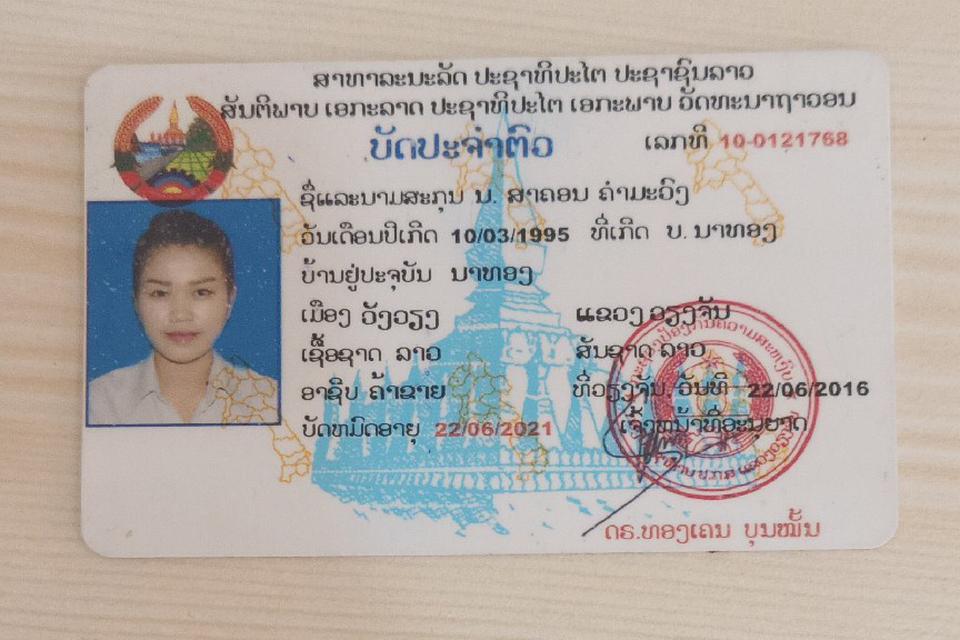 ສາທາລະນະລັດ ປະຊາທິປະໄຕ ປະຊາຊົນລາວ
ສັນຕິພາບ ເອກະລາດ ປະຊາທິປະໄຕ ເອກະພາບ ວັດທະນາຖາວອນ
ບັດປະຈຳຕົວ
ເລກທີ 10-0121768
ຊື່ແລະນາມສະກຸນ ນ. ສາຄອນ ຄຳມະວົງ
ວັນເດືອນປີເກີດ 10/03/1995 ທີ່ເກີດ ບ. ນາທອງ
ບ້ານຢູ່ປະຈຸບັນ ນາທອງ
ເມືອງ ວັງວຽງ ແຂວງ ວຽງຈັນ
ເຊື້ອຊາດ ລາວ ສັນຊາດ ລາວ
ອາຊີບ ຄ້າຂາຍ ທີ່ວຽງຈັນ, ວັນທີ 22/06/2016
ບັດຫມົດອາຍຸ 22/06/2021 ເຈົ້າຫນ້າທີ່ອະນຸຍາດ
ດຣ.ທອງເຄນ ບຸນໝັ້ນ